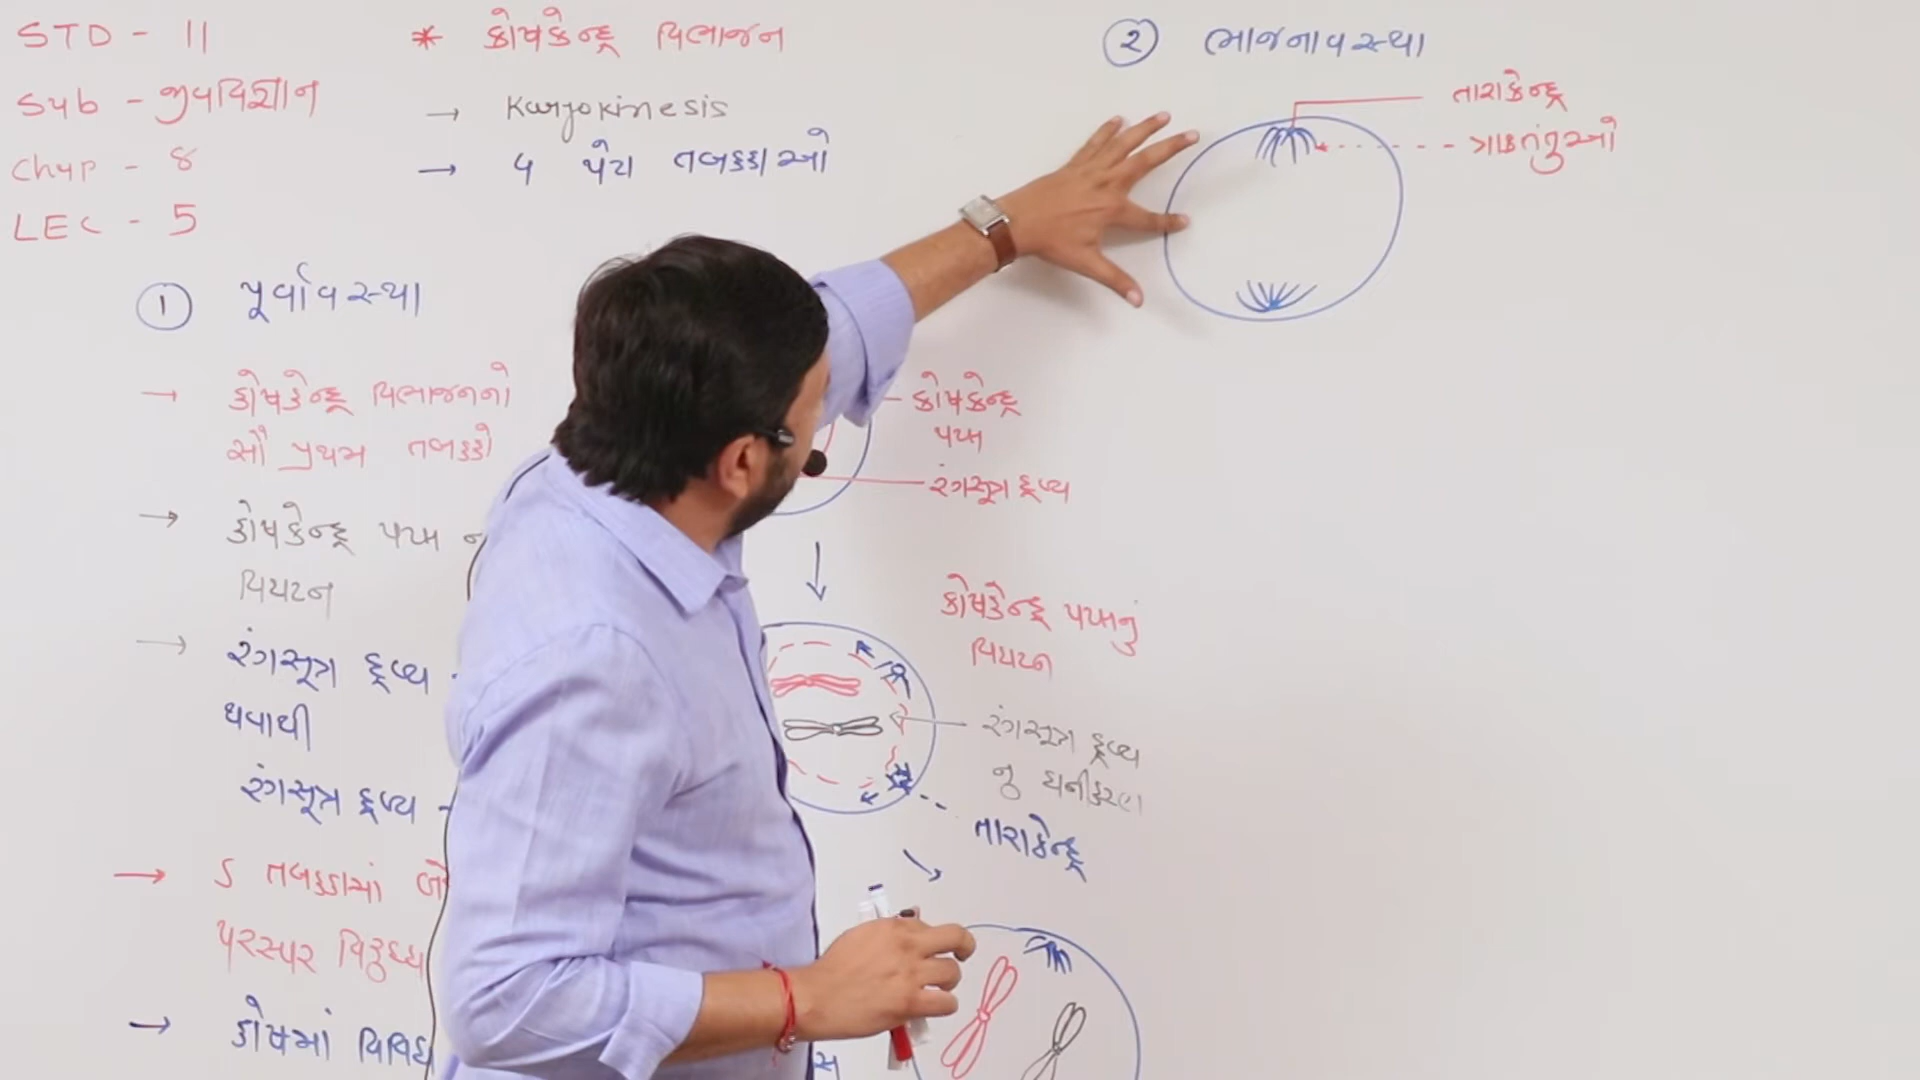 STD - 11
Sub - જીવવિજ્ઞાન
Chap - 8
LEC - 5
* કોષકેન્દ્ર વિભાજન
→ Karyokinesis
→ 4 પેટા તબક્કાઓ
① પૂર્વાવસ્થા
→ કોષકેન્દ્ર વિભાજનનો
સૌ પ્રથમ તબક્કો
→ કોષકેન્દ્ર પટલ
વિઘટન
→ રંગસૂત્ર દ્રવ્ય
થવાથી
રંગસૂત્ર દ્રવ્ય -
→ S તબક્કામાં
પરસ્પર વિરુધ્ધ
→ કોષમાં વિવિધ
કોષકેન્દ્ર
પટલ
રંગસૂત્ર દ્રવ્ય
કોષકેન્દ્ર પટલનું
વિઘટન
રંગસૂત્ર દ્રવ્ય
નુ ઘનીકરણ
તારાકેન્દ્ર
② ભાજનાવસ્થા
તારાકેન્દ્ર
ત્રાકતંતુઓ